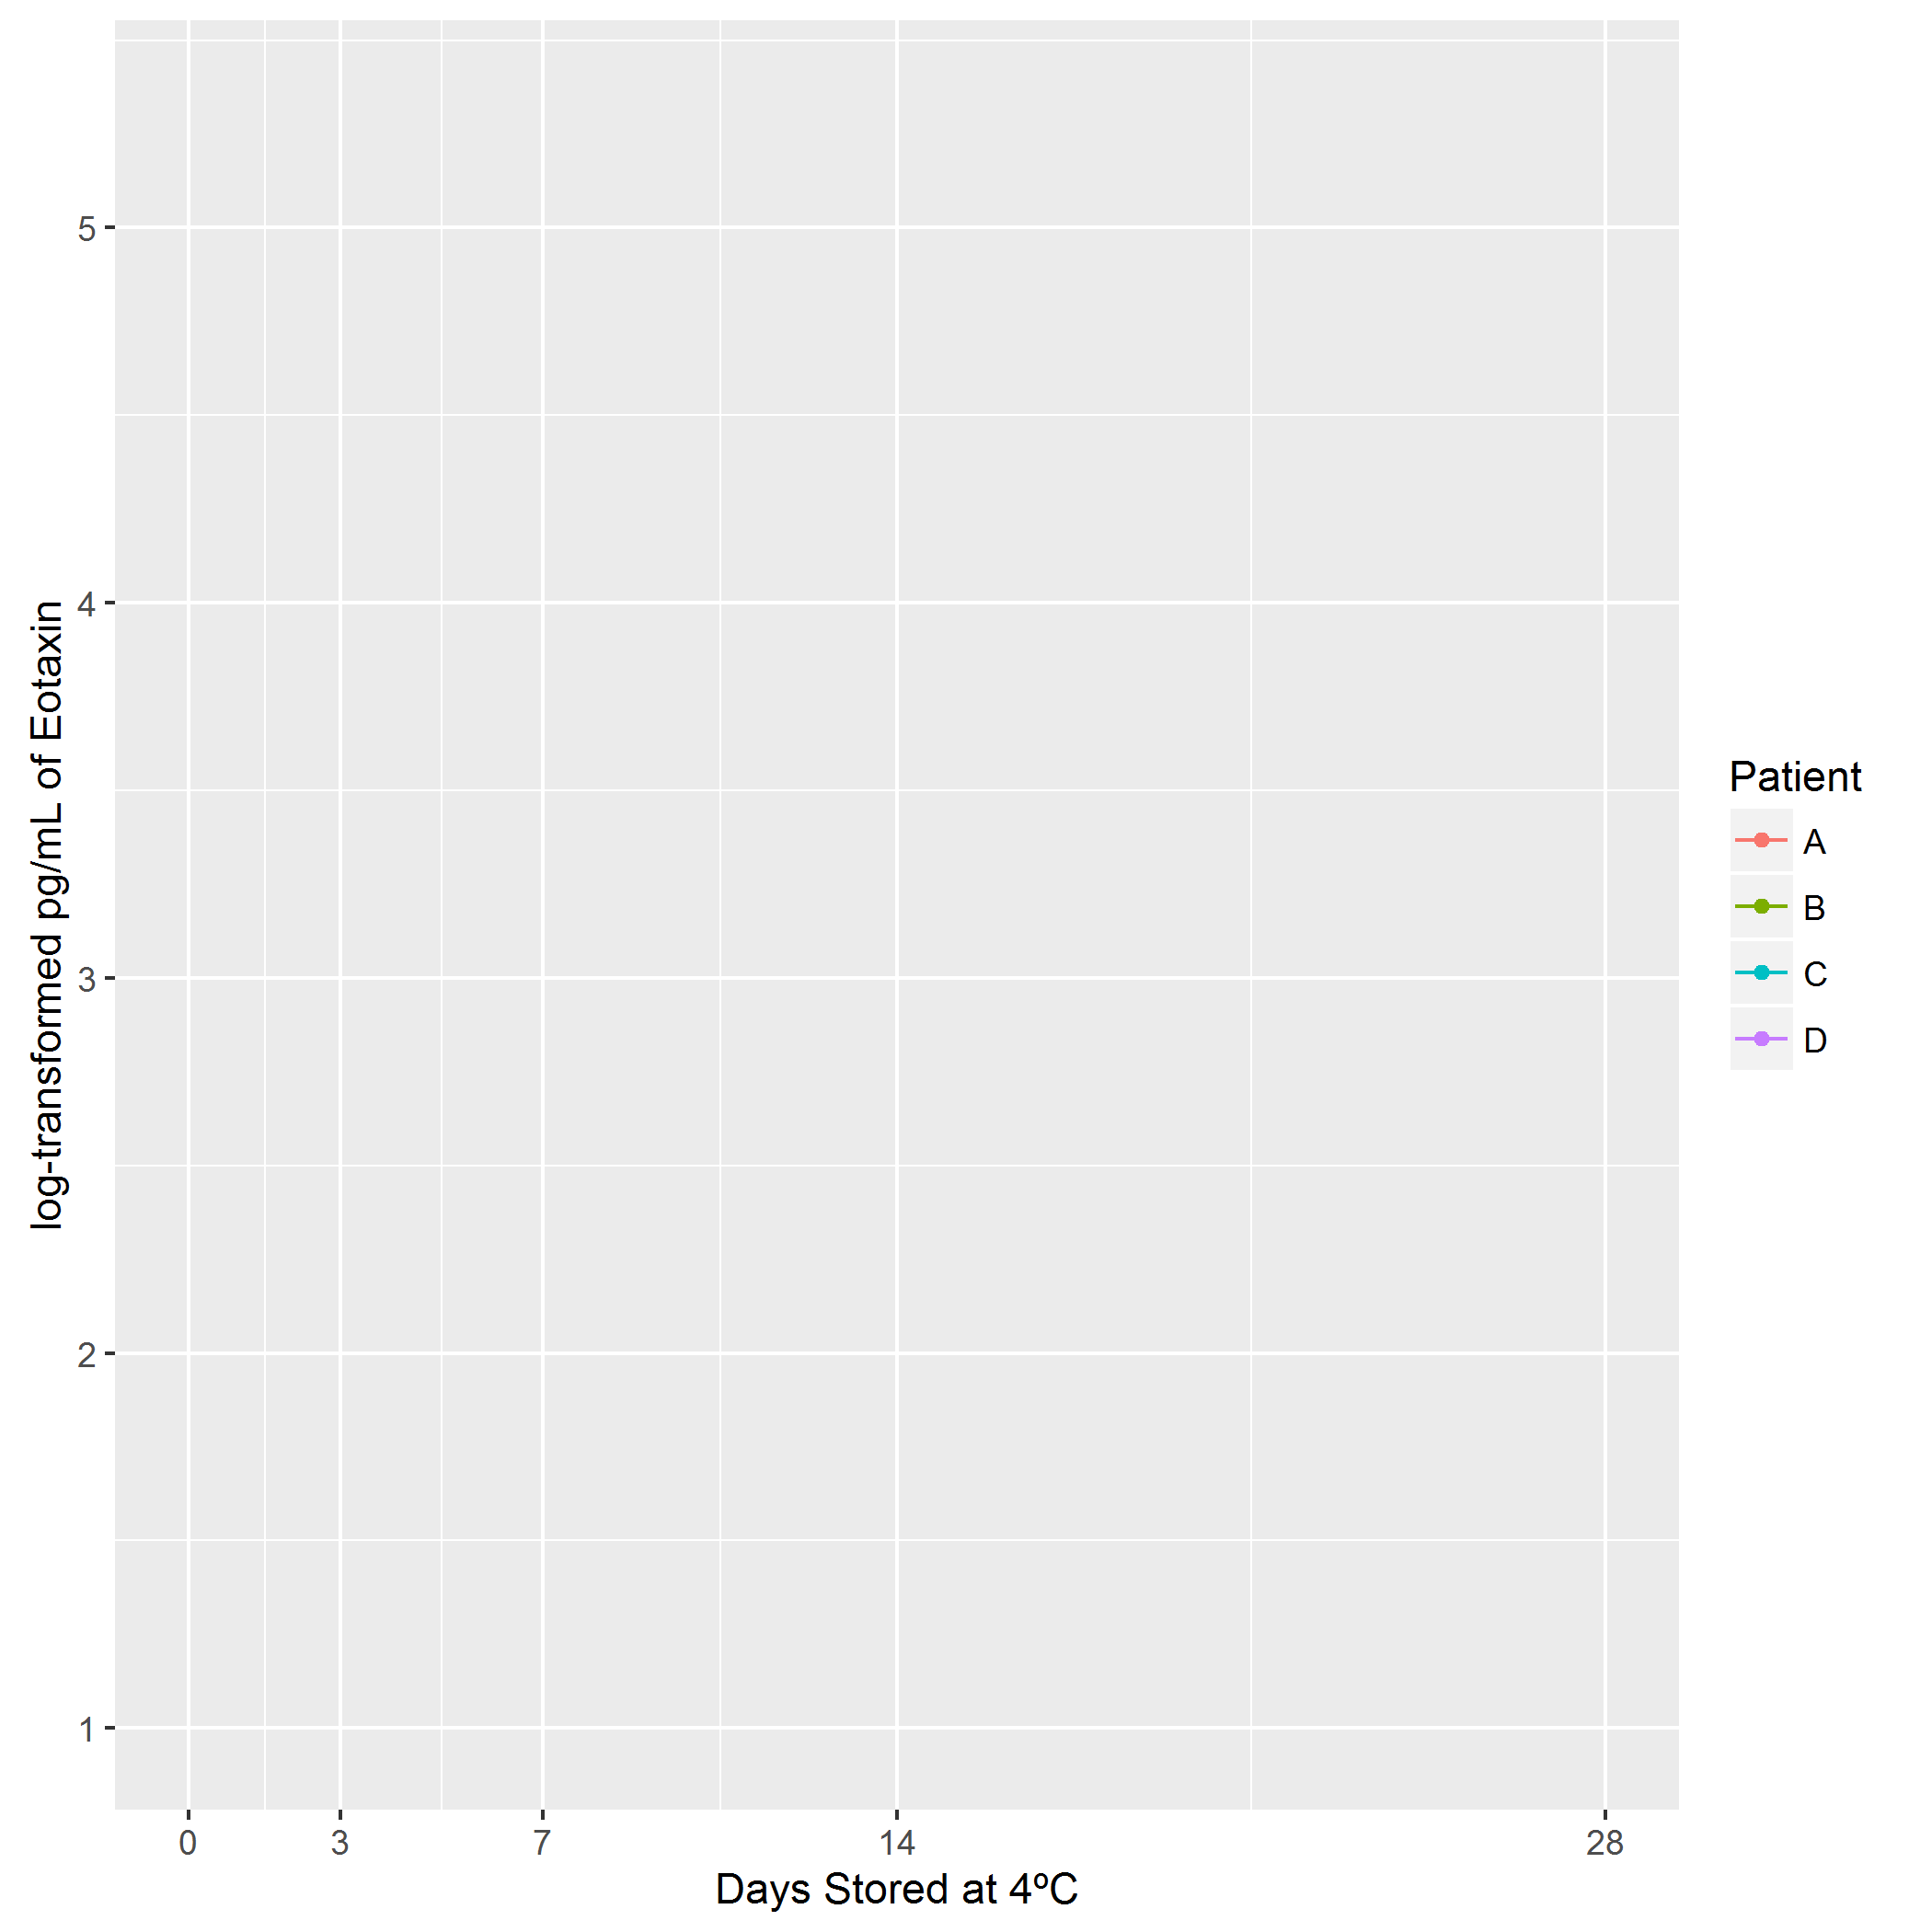 5
4
3
2
1
log-transformed pg/mL of Eotaxin
0 3 7 14 28
Days Stored at 4ºC
Patient
A
B
C
D